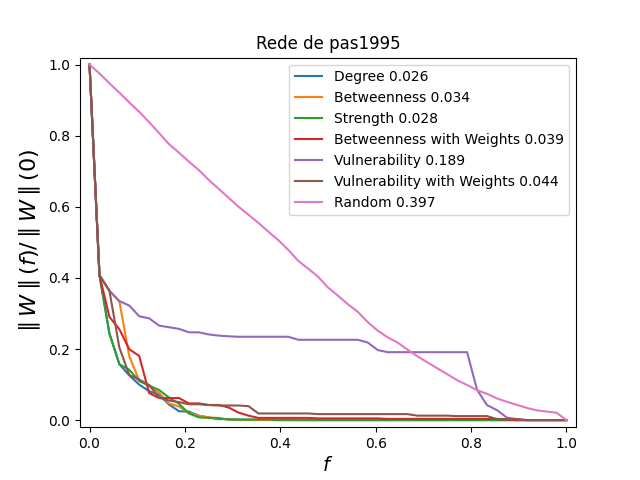 Rede de pas1995
Degree 0.026
Betweenness 0.034
Strength 0.028
Betweenness with Weights 0.039
Vulnerability 0.189
Vulnerability with Weights 0.044
Random 0.397
∥ W ∥ (f)/ ∥ W ∥ (0)
1.0
0.8
0.6
0.4
0.2
0.0
0.0 0.2 0.4 0.6 0.8 1.0
f